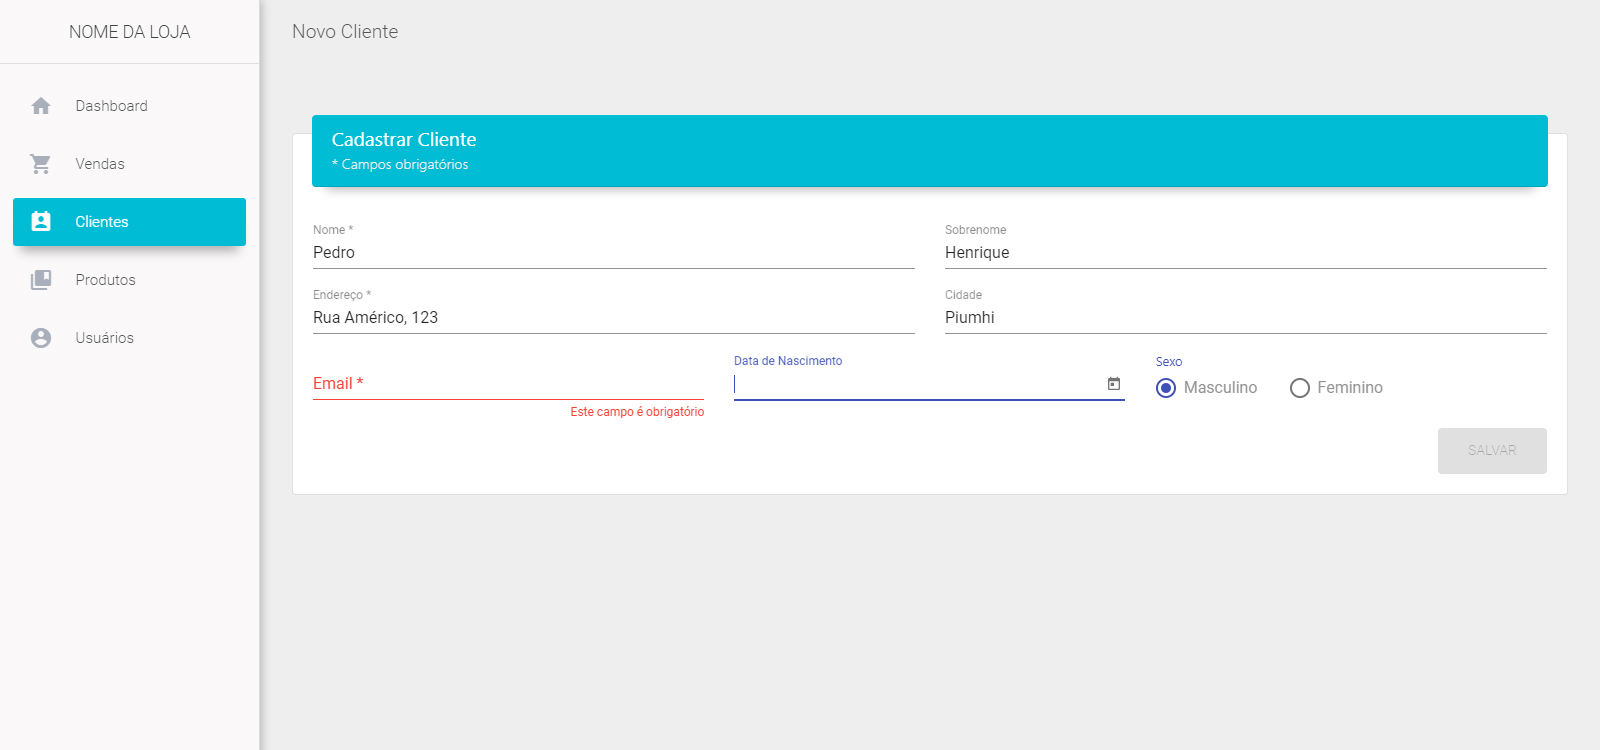 NOME DA LOJA
Dashboard
Vendas
Clientes
Produtos
Usuários
Novo Cliente
Cadastrar Cliente
* Campos obrigatórios
Nome *
Pedro
Sobrenome
Henrique
Endereço *
Rua Américo, 123
Cidade
Piumhi
Email *
Este campo é obrigatório
Data de Nascimento
Sexo
Masculino
Feminino
SALVAR